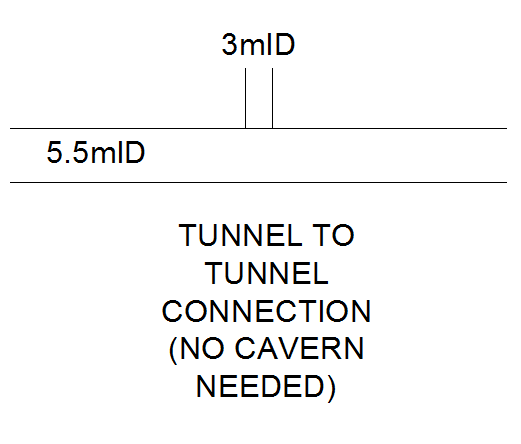 3mID
5.5mID
TUNNEL TO
TUNNEL
CONNECTION
(NO CAVERN
NEEDED)